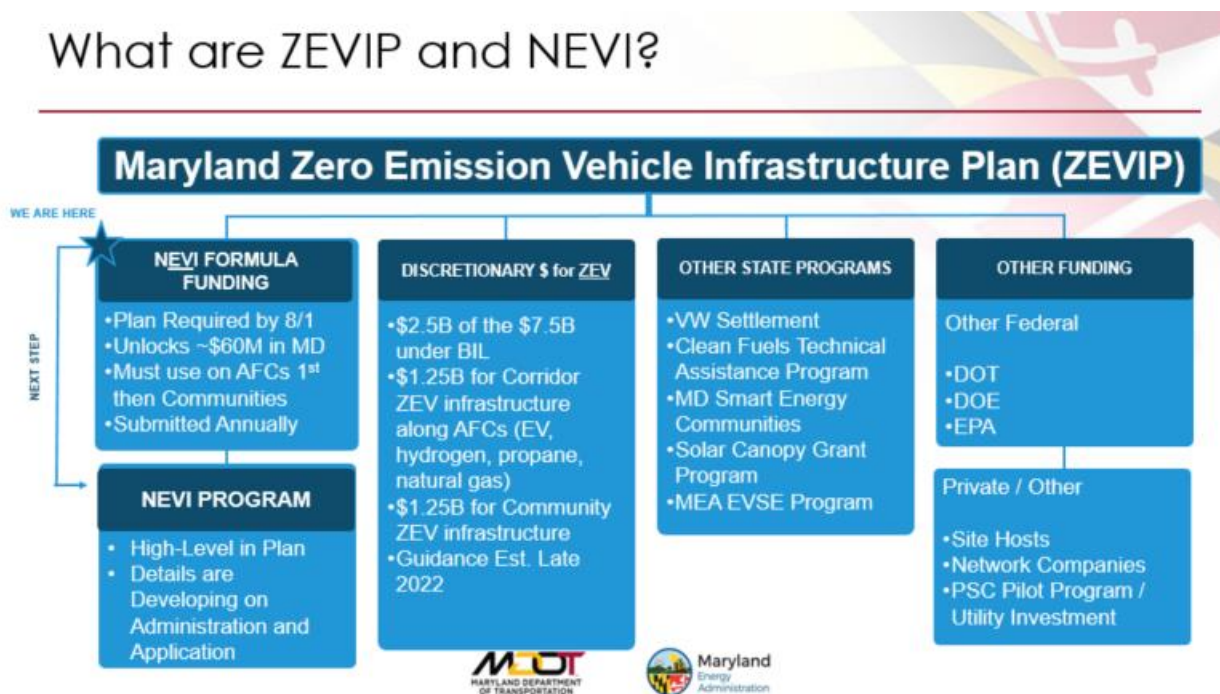 What are ZEVIP and NEVI?
Maryland Zero Emission Vehicle Infrastructure Plan (ZEVIP)
WE ARE HERE
NEXT STEP
NEVI FORMULA
FUNDING
•Plan Required by 8/1
•Unlocks ~$60M in MD
•Must use on AFCs 1st
then Communities
•Submitted Annually
NEVI PROGRAM
• High-Level in Plan
• Details are
Developing on
Administration and
Application
DISCRETIONARY $ for ZEV
•$2.5B of the $7.5B
under BIL
•$1.25B for Corridor
ZEV infrastructure
along AFCs (EV,
hydrogen, propane,
natural gas)
•$1.25B for Community
ZEV infrastructure
•Guidance Est. Late
2022
OTHER STATE PROGRAMS
•VW Settlement
•Clean Fuels Technical
Assistance Program
•MD Smart Energy
Communities
•Solar Canopy Grant
Program
•MEA EVSE Program
OTHER FUNDING
Other Federal
•DOT
•DOE
•EPA
Private / Other
•Site Hosts
•Network Companies
•PSC Pilot Program /
Utility Investment
MDOT
MARYLAND DEPARTMENT
OF TRANSPORTATION
Maryland
Energy
Administration